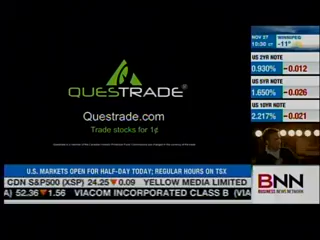 QUESTRADE
Questrade.com
Trade stocks for 1¢
NOV 27 WINNIPEG
10:30 CT -11°
US 2YR NOTE
0.930% -0.012
US 5YR NOTE
1.650% -0.026
US 10YR NOTE
2.217% -0.021
U.S. MARKETS OPEN FOR HALF-DAY TODAY; REGULAR HOURS ON TSX
CDN S&P500 (XSP) 24.25 ▼0.09 YELLOW MEDIA LIMITED
A) 52.36 ▼1.56 VIACOM INCORPORATED CLASS B (VIA
BNN
BUSINESS NEWS NETWORK